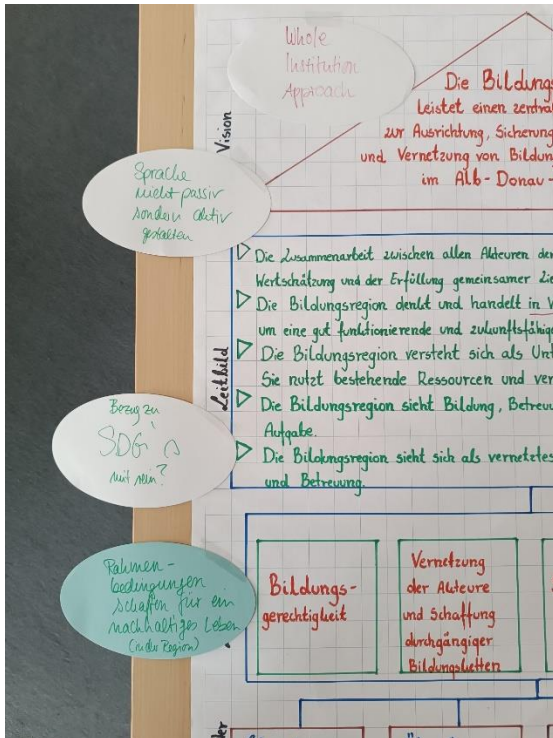 Whole
Institution
Approach
Vision
Die Bildungs
leistet einen zentra
zur Ausrichtung, Sicherung
und Vernetzung von Bildun
im Alb-Donau-
Sprache
nicht passiv
sondern aktiv
gestalten
Leitbild
Die Zusammenarbeit zwischen allen Akteuren der
Wertschätzung und der Erfüllung gemeinsamer Zie
Die Bildungsregion denkt und handelt in V
um eine gut funktionierende und zukunftsfähige
Die Bildungsregion versteht sich als Unt
Sie nutzt bestehende Ressourcen und ver
Die Bildungsregion sieht Bildung, Betreuu
Aufgabe.
Die Bildungsregion sieht sich als vernetztes
und Betreuung.
Bezug zu
SDG's
mit rein?
Rahmen-
bedingungen
schaffen für ein
nachhaltiges Leben
(in der Region)
Bildungs-
gerechtigkeit
Vernetzung
der Akteure
und Schaffung
durchgängiger
Bildungsketten